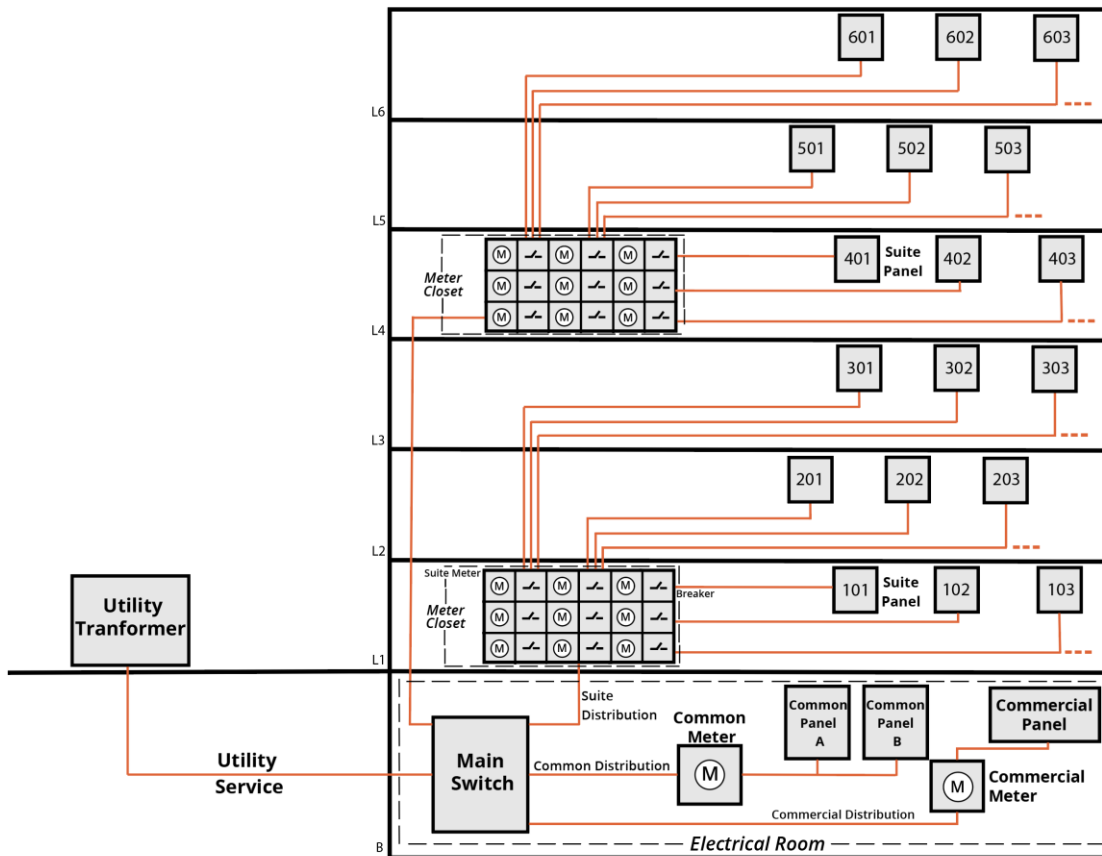 601
602
603
L6
501
502
503
L5
Meter
Closet
M
M
M
M
M
M
M
M
M
401
Suite
Panel
402
403
L4
301
302
303
L3
201
202
203
L2
Suite Meter
Meter
Closet
M
M
M
M
M
M
M
M
M
Breaker
101
Suite
Panel
102
103
L1
Utility
Tranformer
Utility
Service
Main
Switch
Suite
Distribution
Common Distribution
Common
Meter
M
Common
Panel
A
Common
Panel
B
Commercial
Panel
M
Commercial
Meter
Commercial Distribution
Electrical Room
B